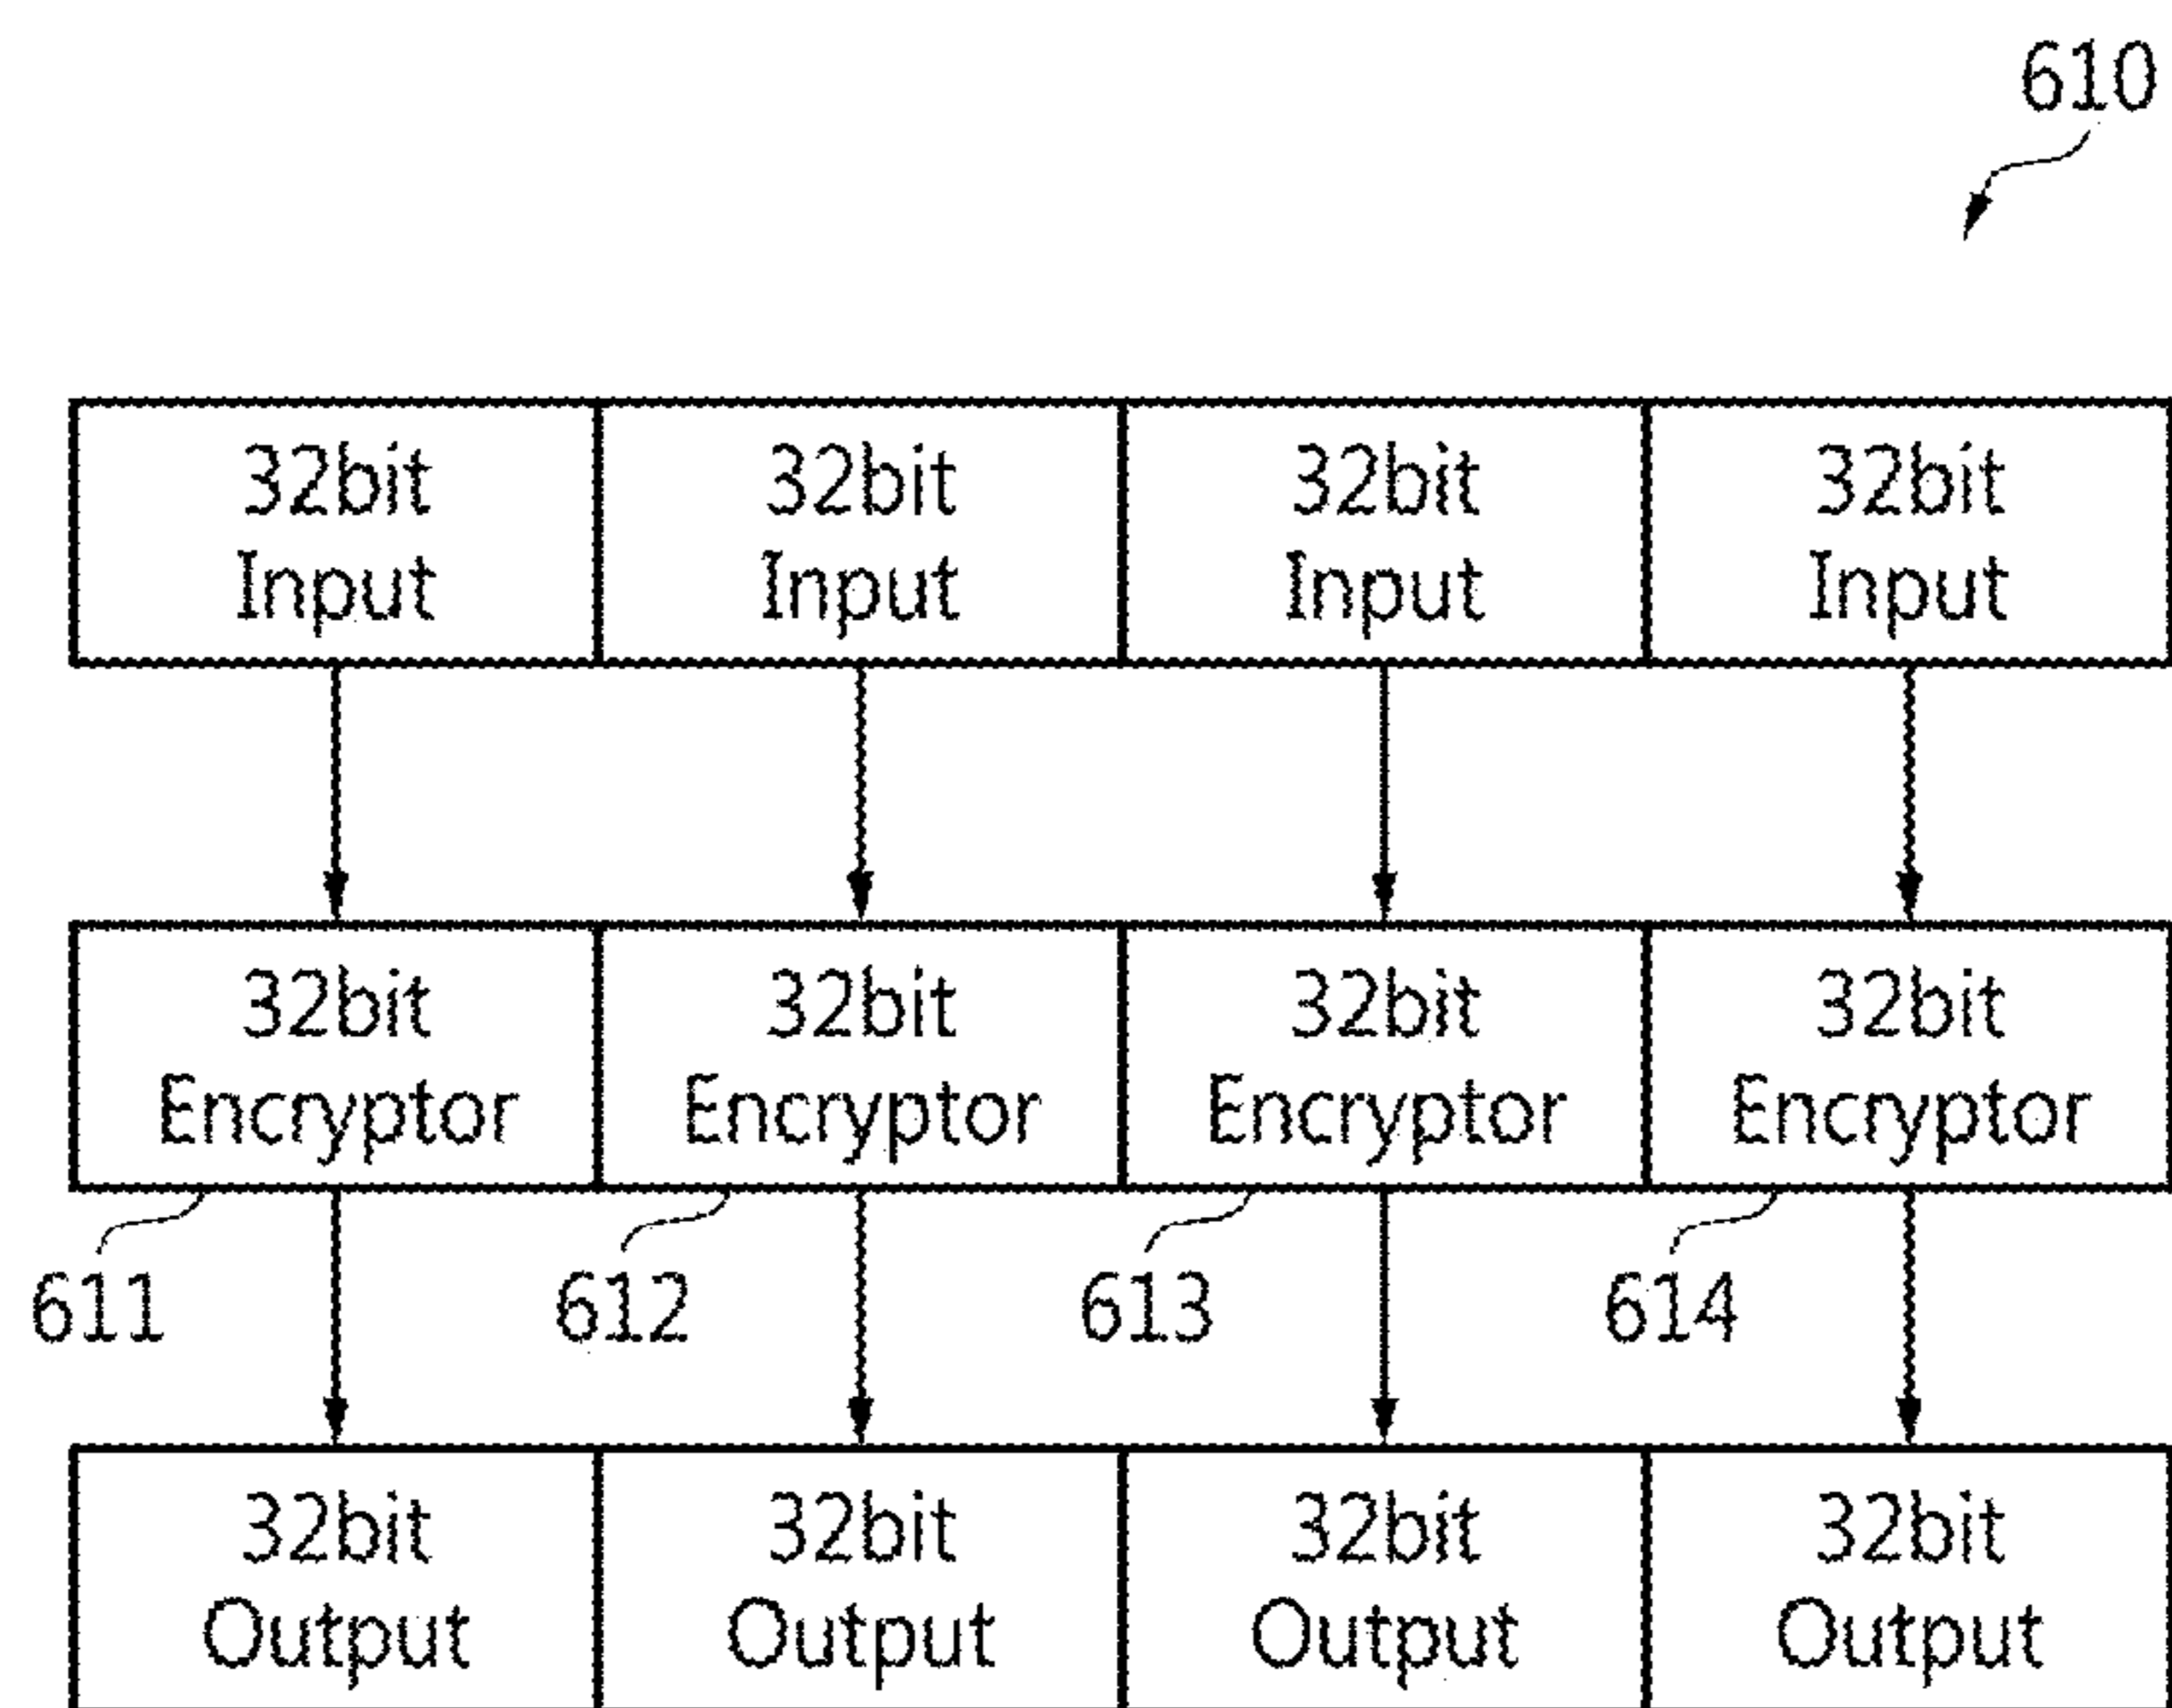 610
32bit
Input
32bit
Input
32bit
Input
32bit
Input
32bit
Encryptor
32bit
Encryptor
32bit
Encryptor
32bit
Encryptor
611
612
613
614
32bit
Output
32bit
Output
32bit
Output
32bit
Output